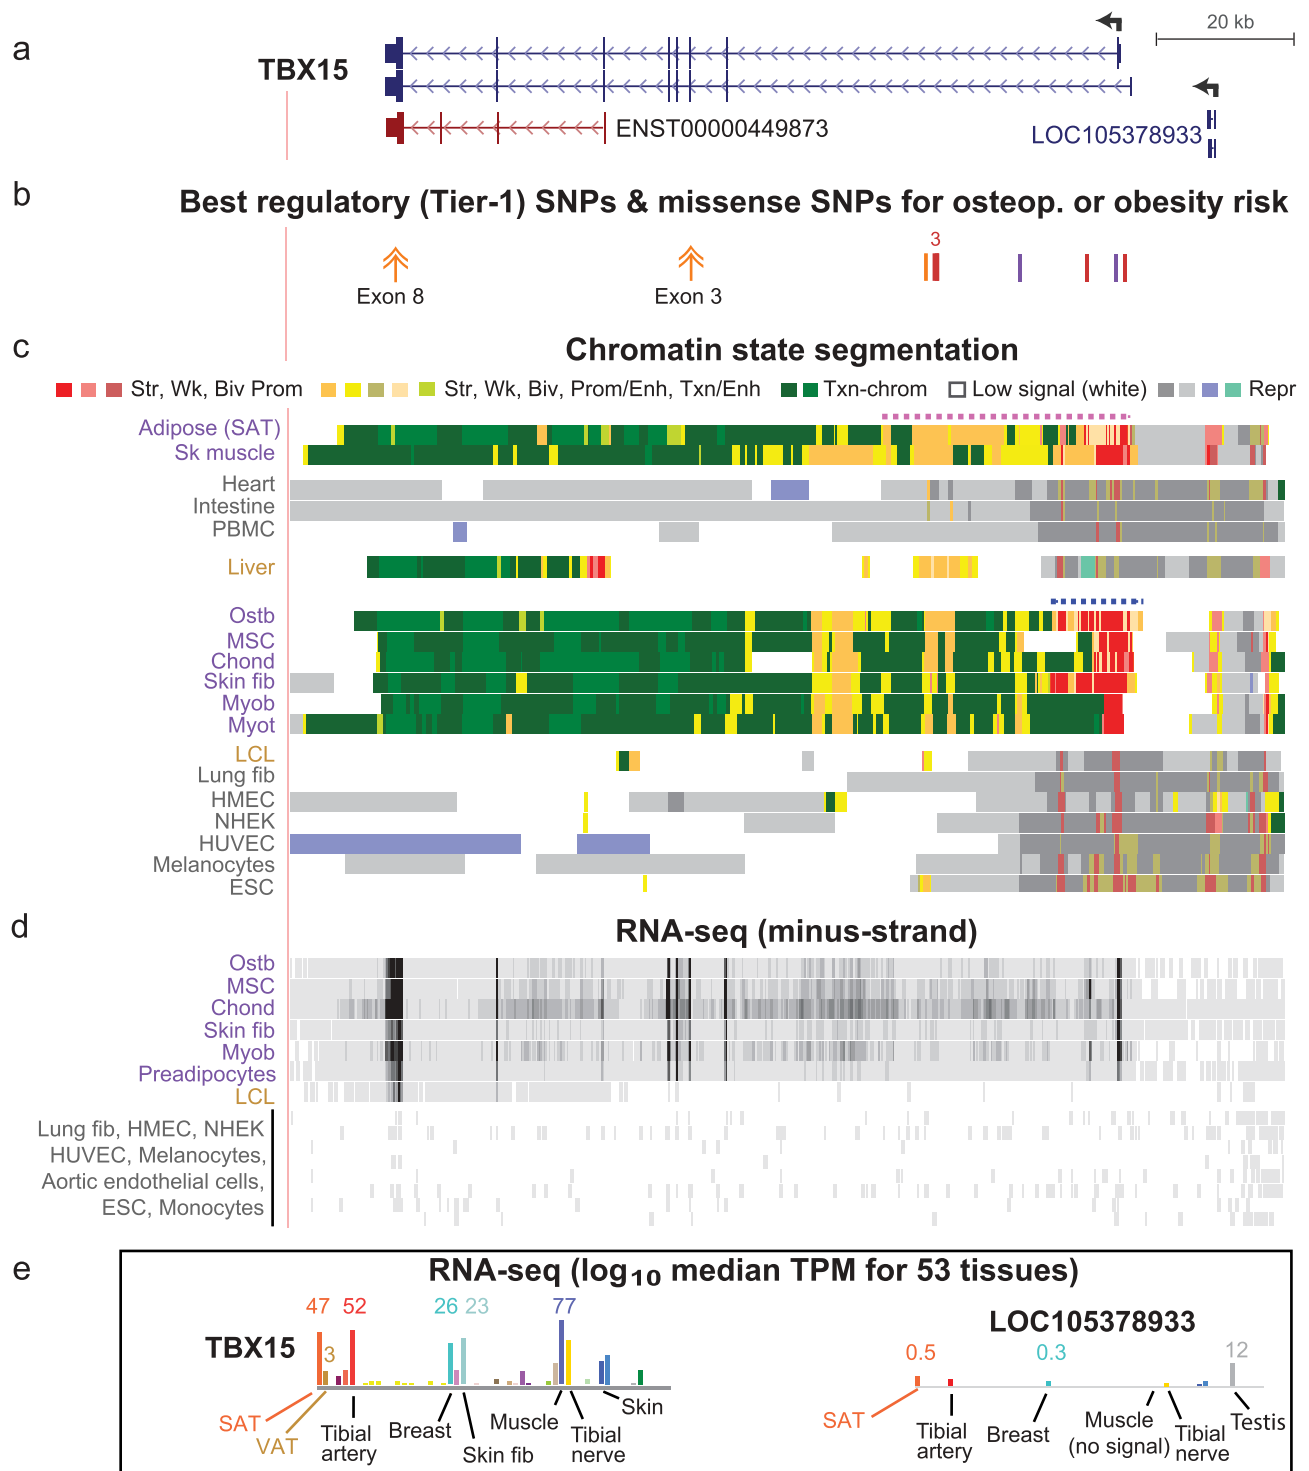 a
20 kb
TBX15
ENST00000449873
LOC105378933
b
Best regulatory (Tier-1) SNPs & missense SNPs for osteop. or obesity risk
3
Exon 8
Exon 3
c
Chromatin state segmentation
Str, Wk, Biv Prom
Str, Wk, Biv, Prom/Enh, Txn/Enh
Txn-chrom
Low signal (white)
Repr
Adipose (SAT)
Sk muscle
Heart
Intestine
PBMC
Liver
Ostb
MSC
Chond
Skin fib
Myob
Myot
LCL
Lung fib
HMEC
NHEK
HUVEC
Melanocytes
ESC
d
RNA-seq (minus-strand)
Ostb
MSC
Chond
Skin fib
Myob
Preadipocytes
LCL
Lung fib, HMEC, NHEK
HUVEC, Melanocytes,
Aortic endothelial cells,
ESC, Monocytes
e
RNA-seq (log10 median TPM for 53 tissues)
47
52
26
23
77
TBX15
3
SAT
VAT
Tibial
artery
Breast
Skin fib
Muscle
Tibial
nerve
Skin
LOC105378933
0.5
0.3
12
SAT
Tibial
artery
Breast
Muscle
(no signal)
Tibial
nerve
Testis